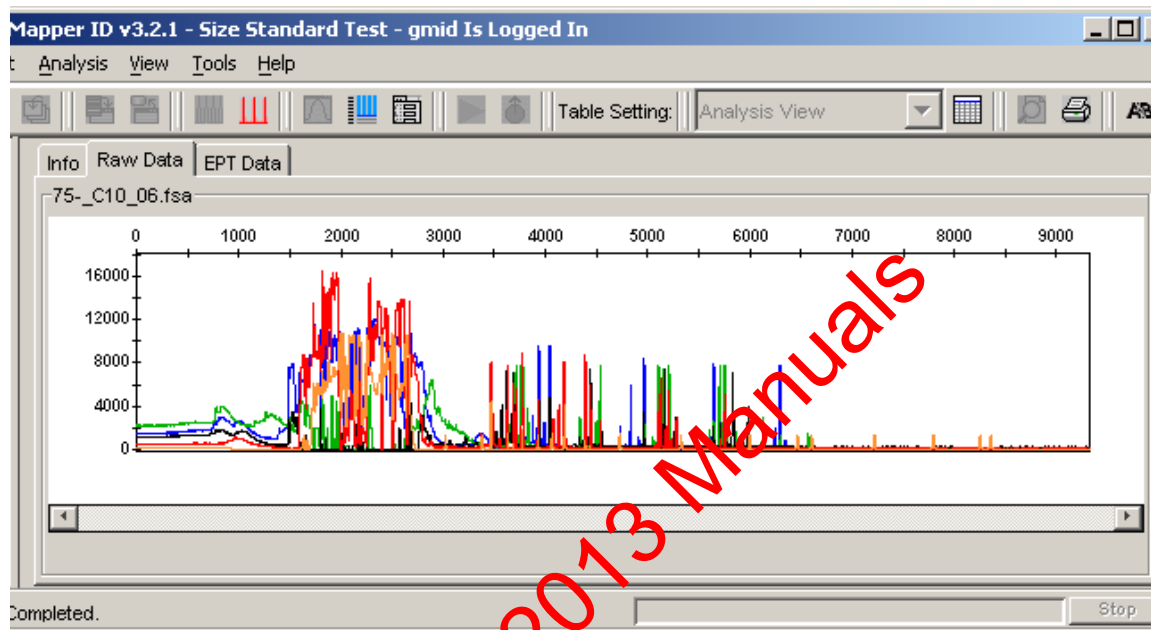 Mapper ID v3.2.1 - Size Standard Test - gmid Is Logged In
Analysis View Tools Help
Table Setting: Analysis View
Info Raw Data EPT Data
75-_C10_06.fsa
0 1000 2000 3000 4000 5000 6000 7000 8000 9000
16000
12000
8000
4000
0
2013 Manuals
Completed.
Stop